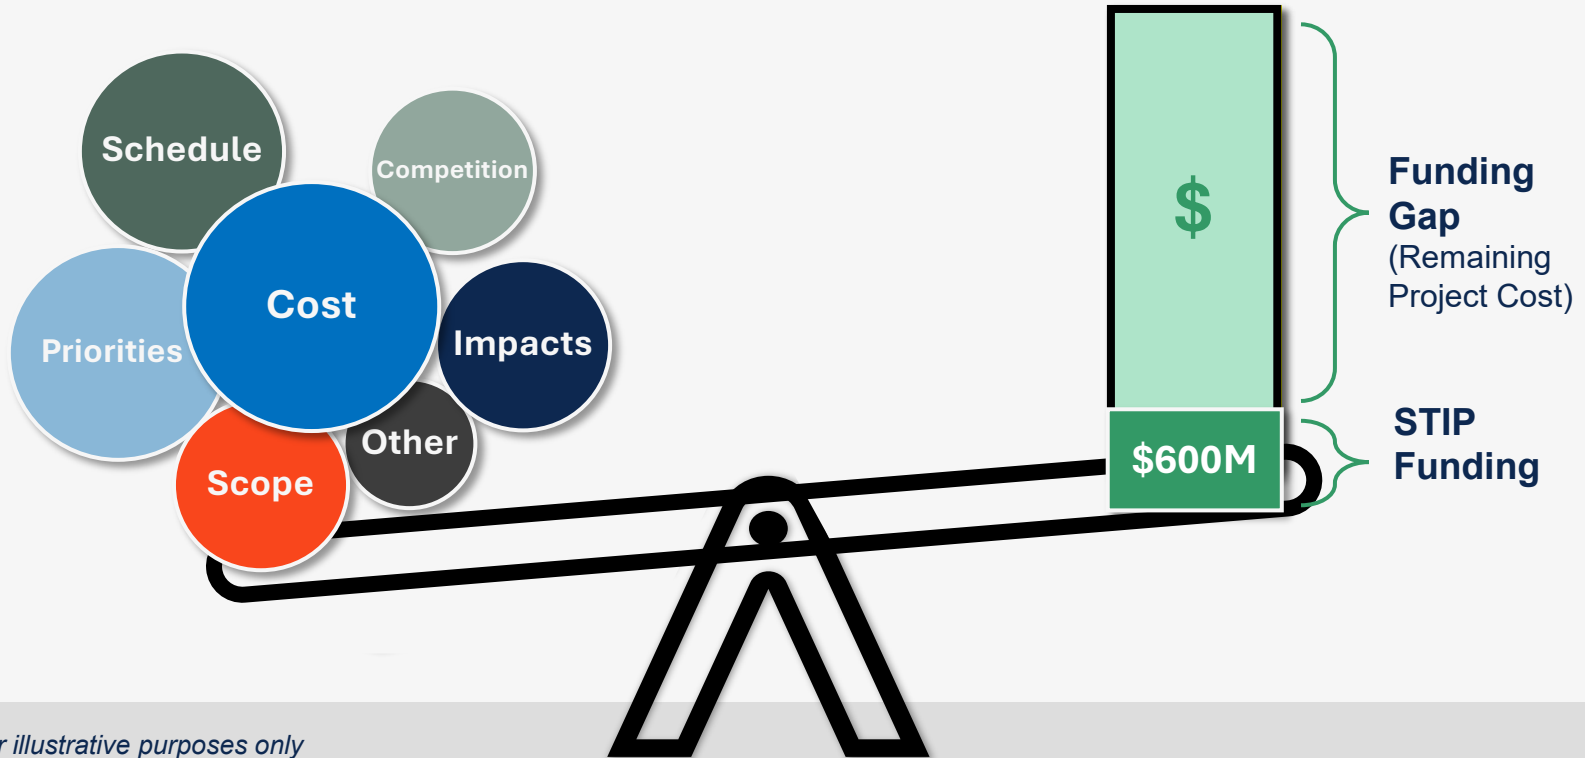 Schedule
Competition
Cost
Priorities
Impacts
Other
Scope
$
Funding
Gap
(Remaining
Project Cost)
$600M
STIP
Funding
illustrative purposes only